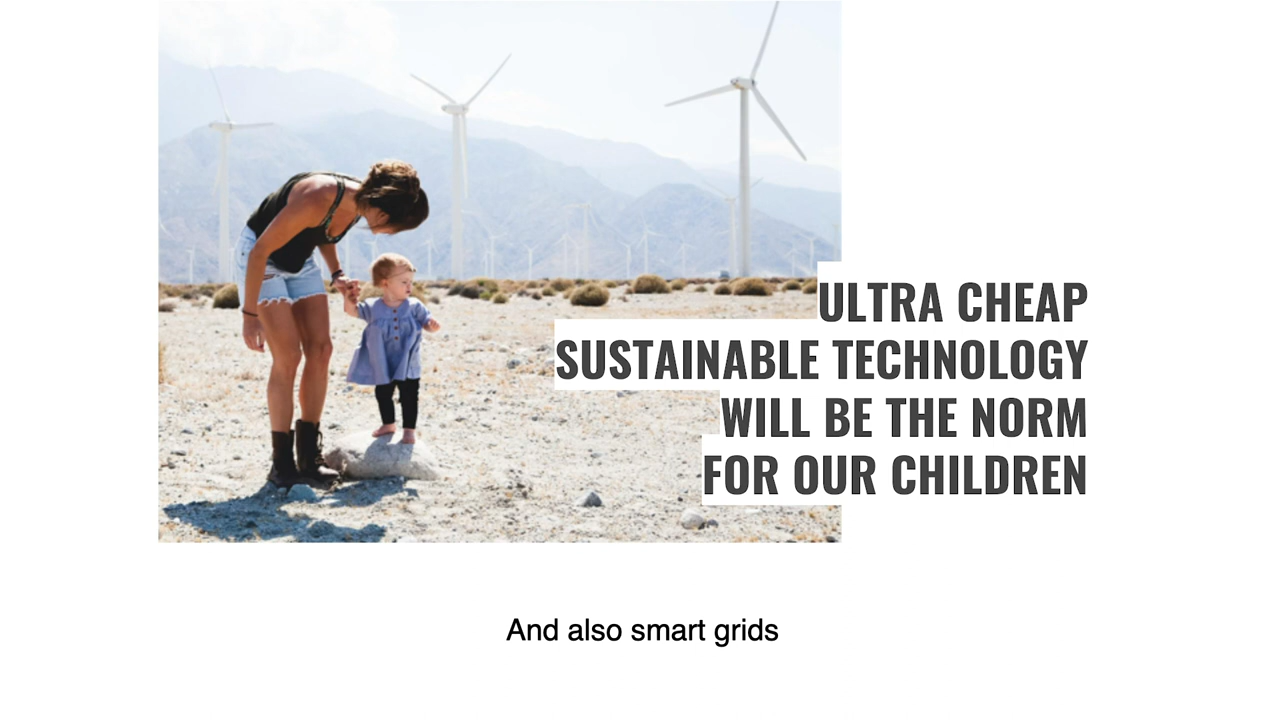 ULTRA CHEAP
SUSTAINABLE TECHNOLOGY
WILL BE THE NORM
FOR OUR CHILDREN
And also smart grids